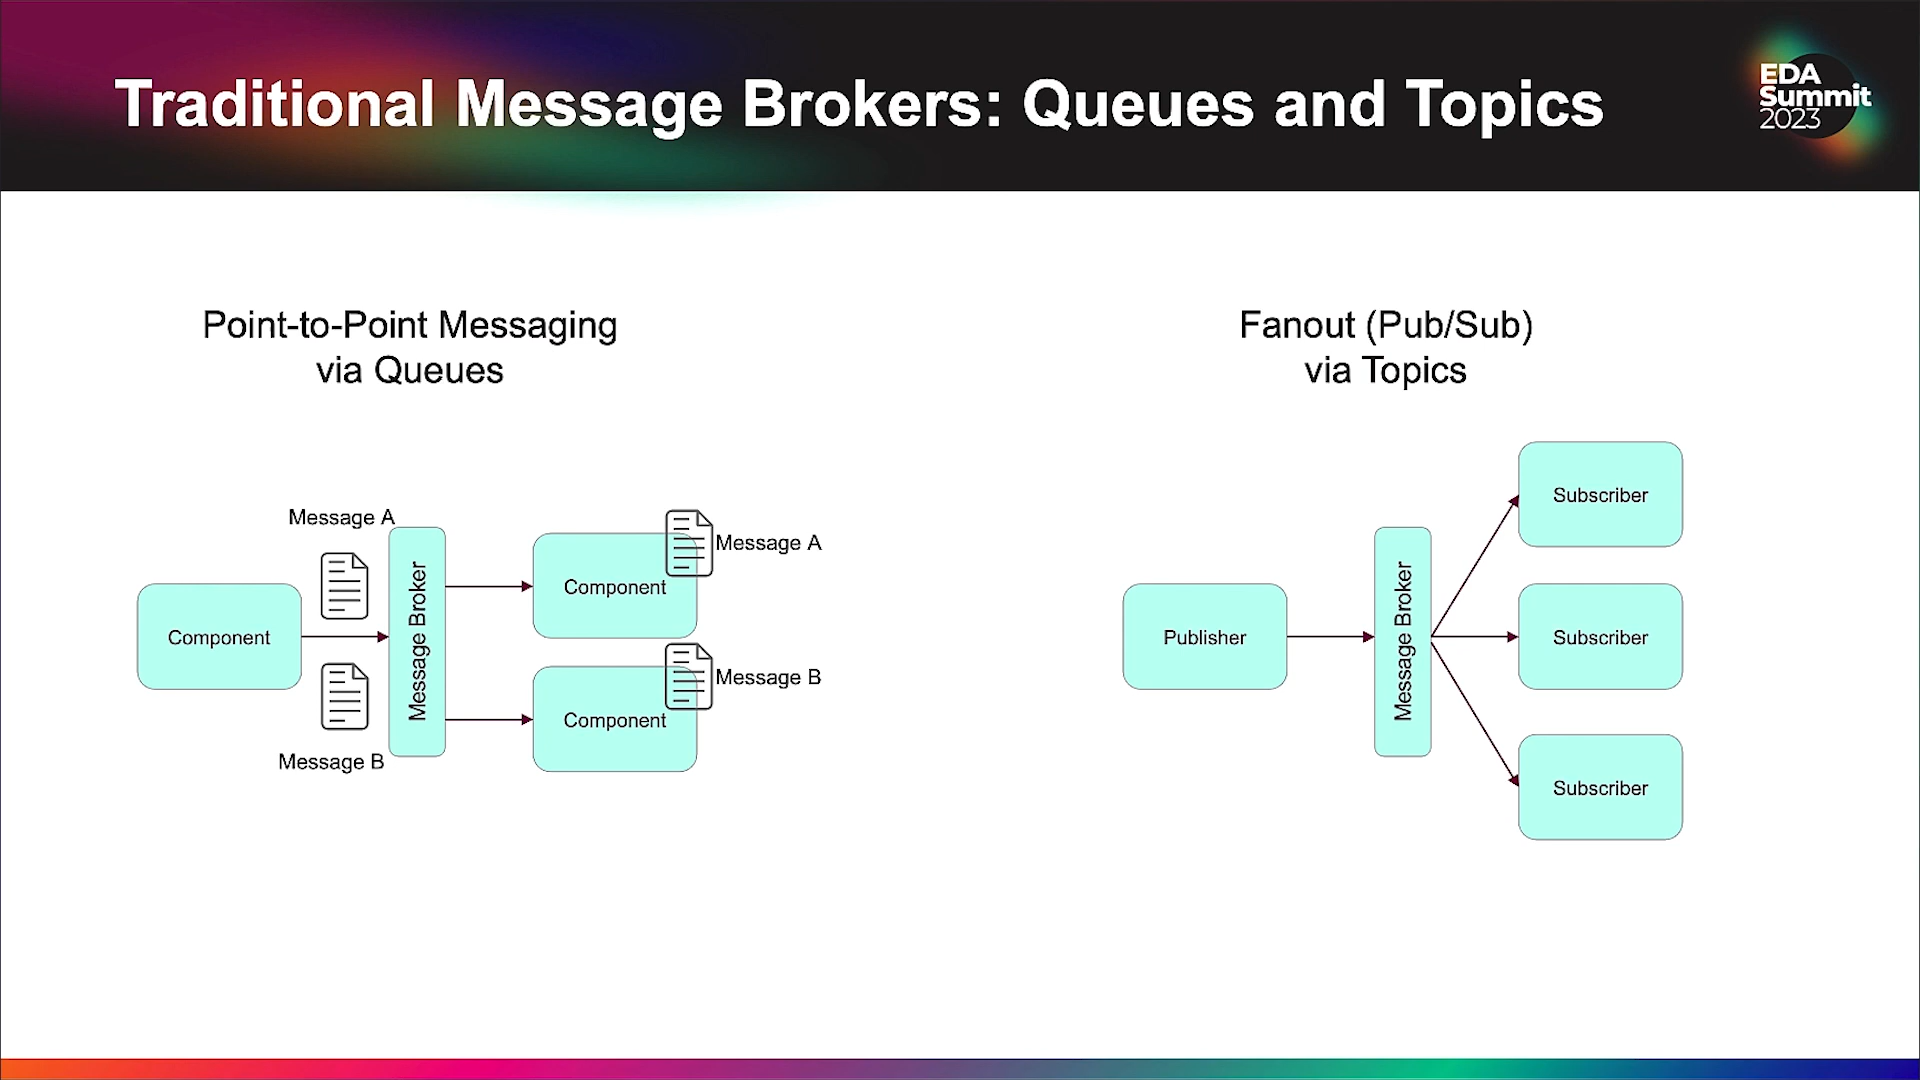 Traditional Message Brokers: Queues and Topics
EDA
Summit
2023
Point-to-Point Messaging
via Queues
Message A
Component
Message B
Message Broker
Component
Message A
Component
Message B
Fanout (Pub/Sub)
via Topics
Publisher
Message Broker
Subscriber
Subscriber
Subscriber